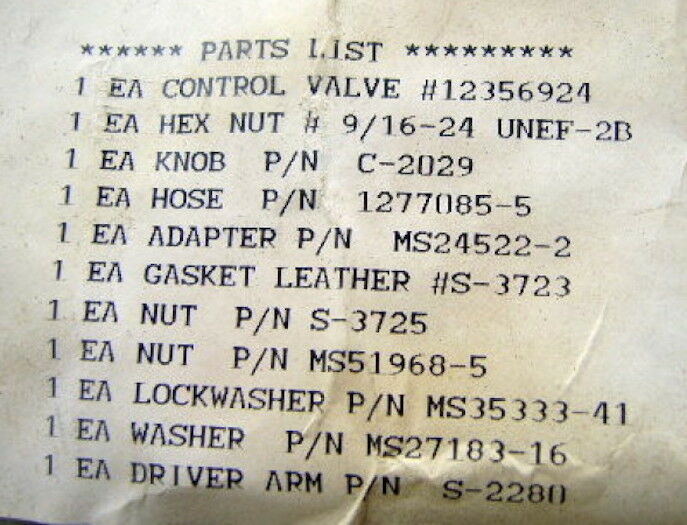 ****** PARTS LIST *********
1 EA CONTROL VALVE #12356924
1 EA HEX NUT # 9/16-24 UNEF-2B
1 EA KNOB P/N C-2029
1 EA HOSE P/N 1277085-5
1 EA ADAPTER P/N MS24522-2
1 EA GASKET LEATHER #S-3723
1 EA NUT P/N S-3725
1 EA NUT P/N MS51968-5
1 EA LOCKWASHER P/N MS35333-41
1 EA WASHER P/N MS27183-16
1 EA DRIVER ARM P/N S-2280